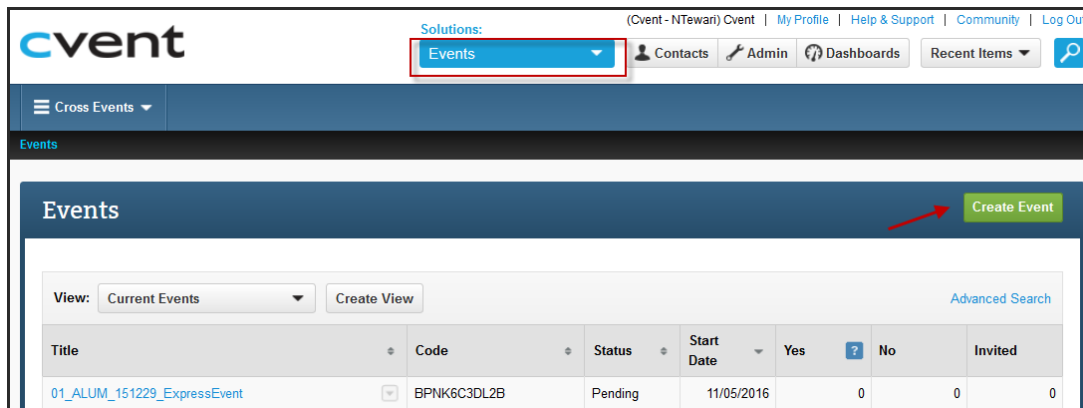 (Cvent - NTewari) Cvent | My Profile | Help & Support | Community | Log Out
cvent
Solutions:
Events
Contacts
Admin
Dashboards
Recent Items
Cross Events
Events
Events
Create Event
View: Current Events
Create View
Advanced Search
Title Code Status Start Date Yes ? No Invited
01_ALUM_151229_ExpressEvent BPNK6C3DL2B Pending 11/05/2016 0 0 0